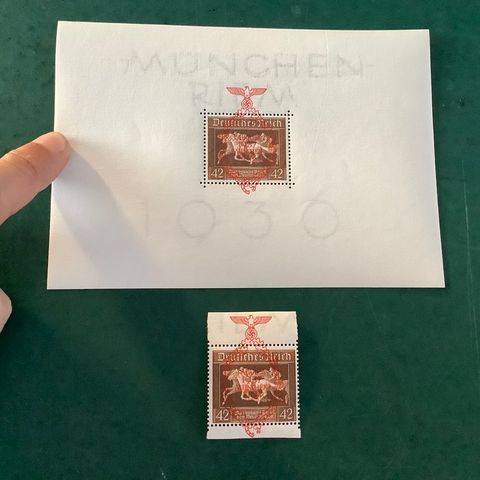 MÜNCHEN
RIEM
Deutsches Reich
42 42
1936
Deutsches Reich
42 42